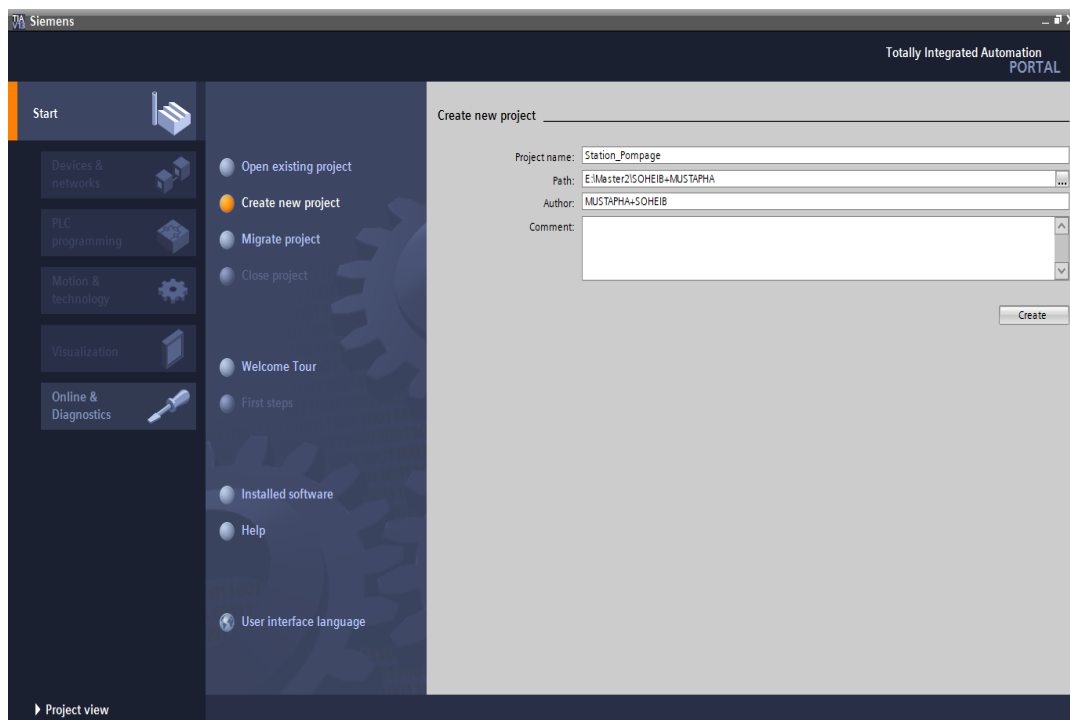 TIA V13 Siemens
Totally Integrated Automation
PORTAL
Start
Devices &
networks
PLC
programming
Motion &
technology
Visualization
Online &
Diagnostics
Open existing project
Create new project
Migrate project
Close project
Welcome Tour
First steps
Installed software
Help
User interface language
Create new project
Project name: Station_Pompage
Path: E:\Master2\SOHEIB+MUSTAPHA
...
Author: MUSTAPHA+SOHEIB
Comment:
Create
Project view